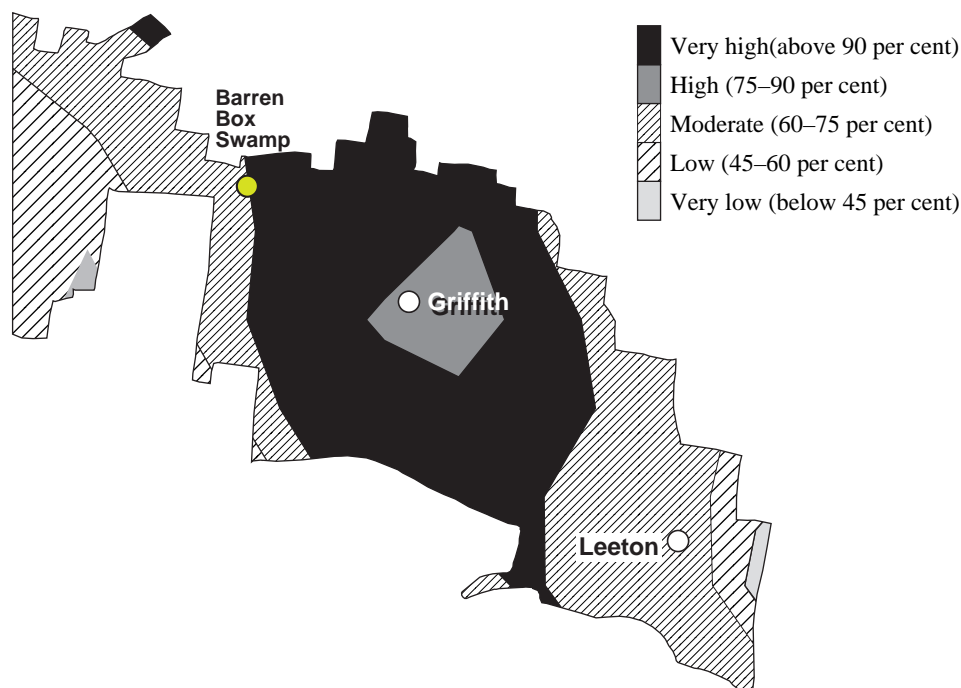 Barren
Box
Swamp
Griffith
Leeton
Very high(above 90 per cent)
High (75–90 per cent)
Moderate (60–75 per cent)
Low (45–60 per cent)
Very low (below 45 per cent)